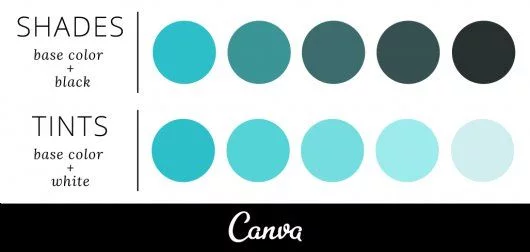 SHADES
base color
+
black
TINTS
base color
+
white
Canva